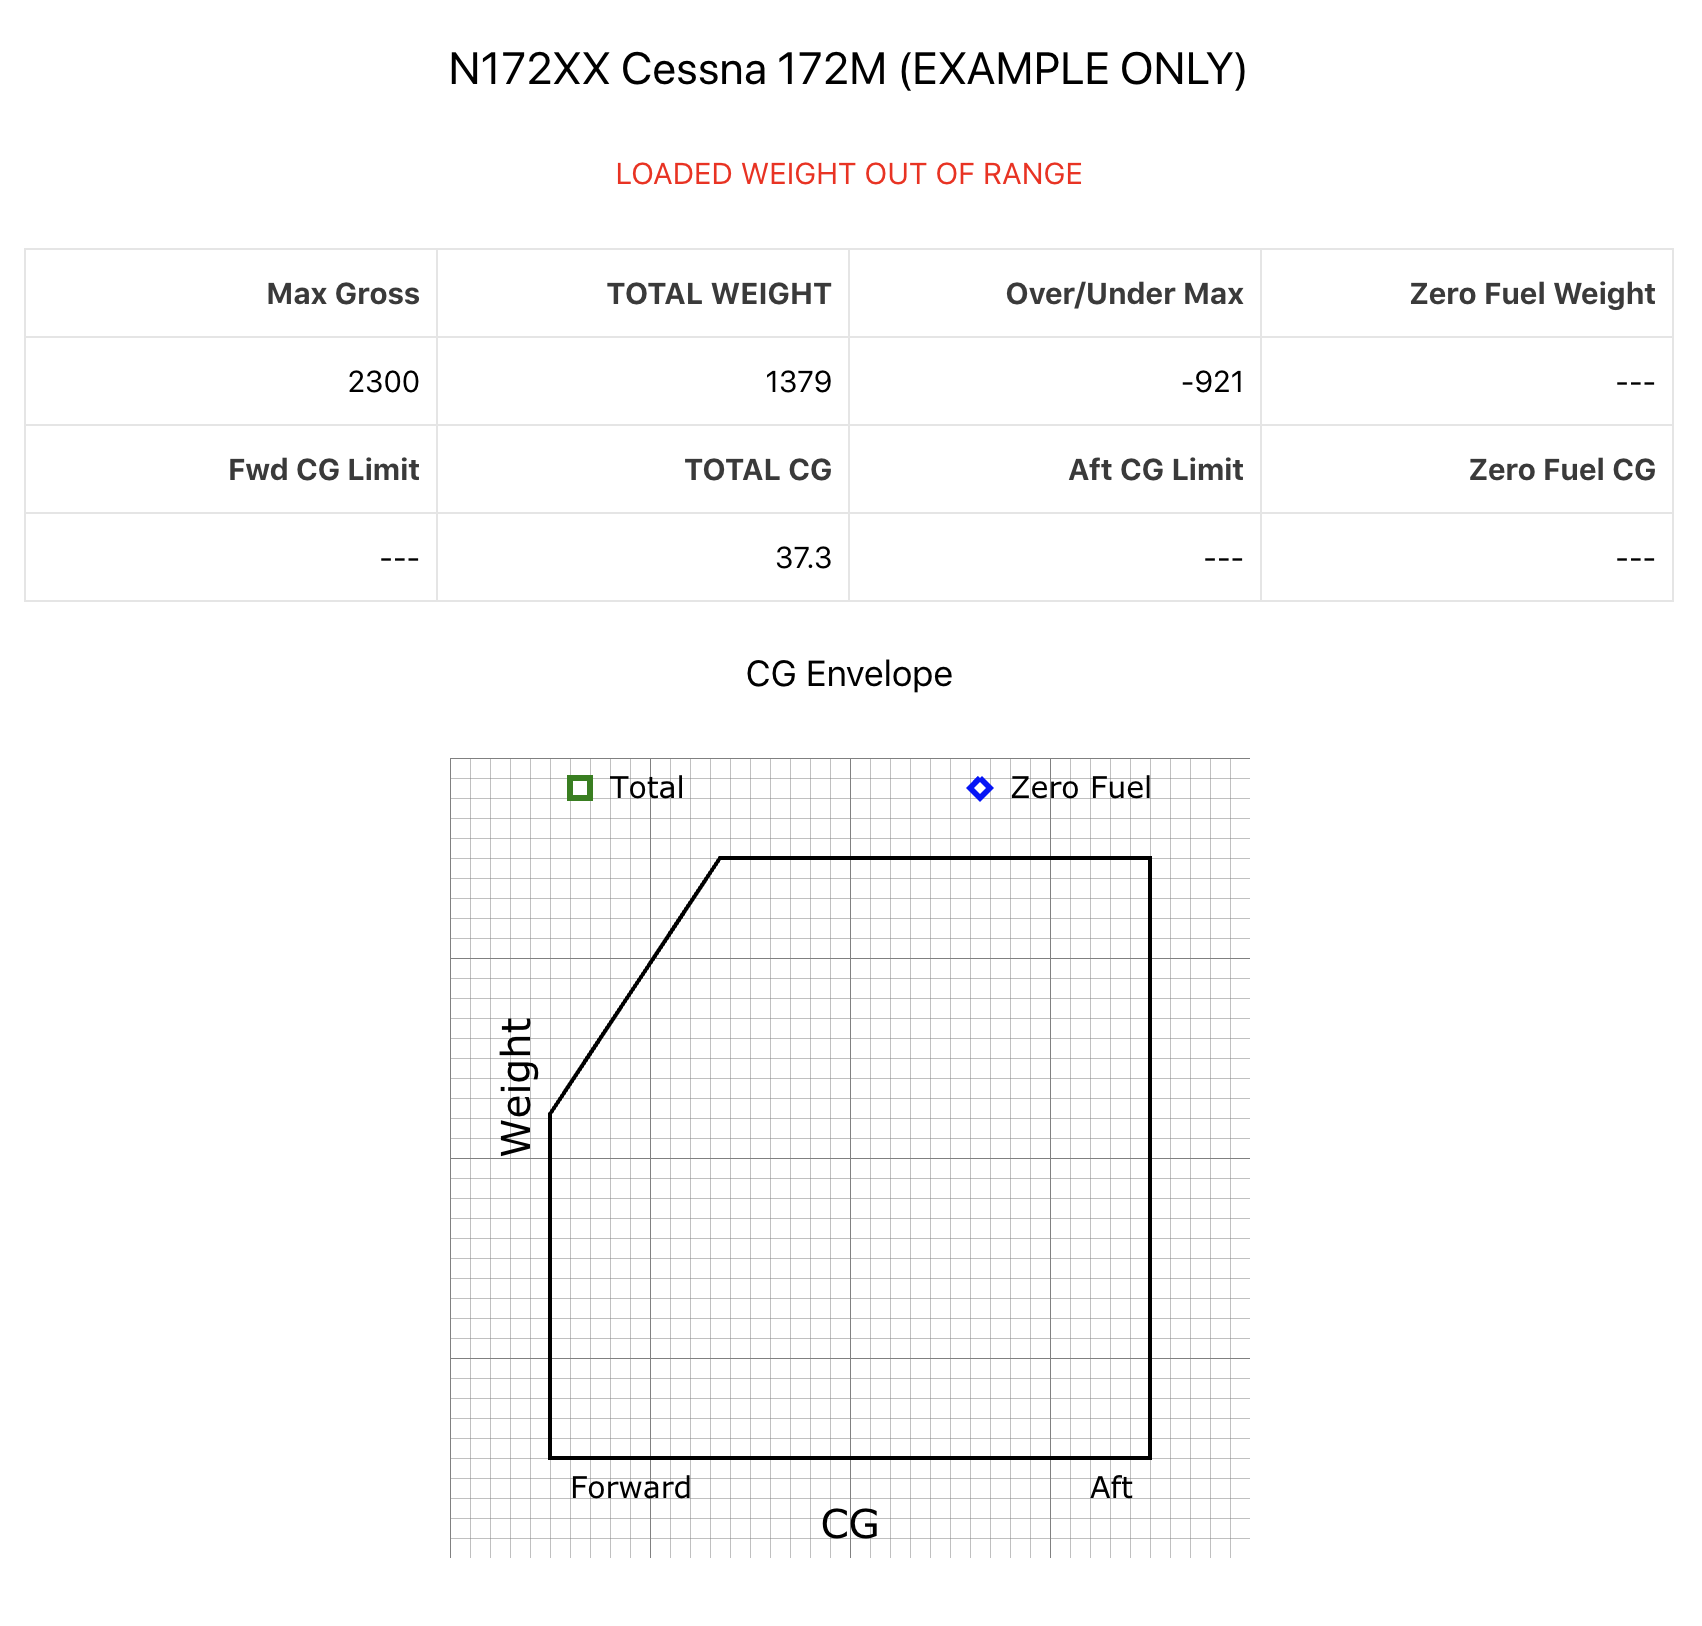 N172XX Cessna 172M (EXAMPLE ONLY)
LOADED WEIGHT OUT OF RANGE
Max Gross TOTAL WEIGHT Over/Under Max Zero Fuel Weight
2300 1379 -921 ---
Fwd CG Limit TOTAL CG Aft CG Limit Zero Fuel CG
--- 37.3 --- ---
CG Envelope
Total Zero Fuel
Weight
Forward Aft
CG